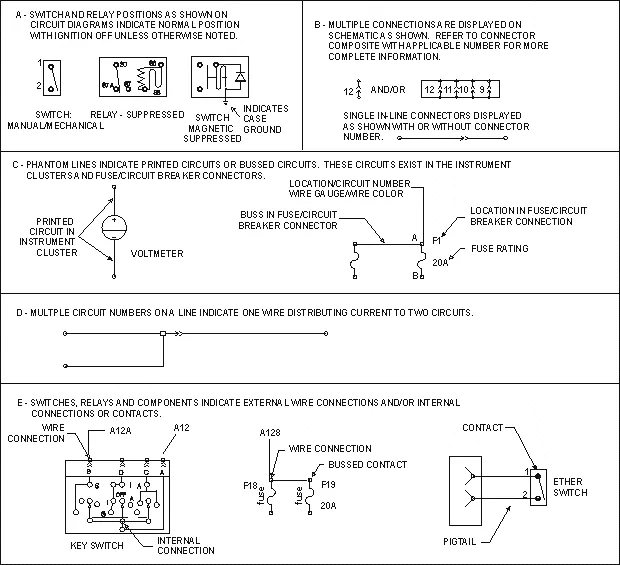 A - SWITCH AND RELAY POSITIONS AS SHOWN ON
CIRCUIT DIAGRAMS INDICATE NORMAL POSITION
WITH IGNITION OFF UNLESS OTHERWISE NOTED.
1
2
30
87A
87
85
86
SWITCH:
MANUAL/MECHANICAL
RELAY - SUPPRESSED
SWITCH
MAGNETIC
SUPPRESSED
INDICATES
CASE
GROUND
B - MULTIPLE CONNECTIONS ARE DISPLAYED ON
SCHEMATIC AS SHOWN. REFER TO CONNECTOR
COMPOSITE WITH APPLICABLE NUMBER FOR MORE
COMPLETE INFORMATION.
12
AND/OR
12 11 10 9
SINGLE IN-LINE CONNECTORS DISPLAYED
AS SHOWN WITH OR WITHOUT CONNECTOR
NUMBER.
C - PHANTOM LINES INDICATE PRINTED CIRCUITS OR BUSSED CIRCUITS. THESE CIRCUITS EXIST IN THE INSTRUMENT
CLUSTERS AND FUSE/CIRCUIT BREAKER CONNECTORS.
PRINTED
CIRCUIT IN
INSTRUMENT
CLUSTER
+
-
VOLTMETER
LOCATION/CIRCUIT NUMBER
WIRE GAUGE/WIRE COLOR
BUSS IN FUSE/CIRCUIT
BREAKER CONNECTOR
A
F1
20A
B
LOCATION IN FUSE/CIRCUIT
BREAKER CONNECTION
FUSE RATING
D - MULTPLE CIRCUIT NUMBERS ON A LINE INDICATE ONE WIRE DISTRIBUTING CURRENT TO TWO CIRCUITS.
E - SWITCHES, RELAYS AND COMPONENTS INDICATE EXTERNAL WIRE CONNECTIONS AND/OR INTERNAL
CONNECTIONS OR CONTACTS.
WIRE
CONNECTION
A12A
A12
B D C A
OFF
KEY SWITCH
INTERNAL
CONNECTION
A128
WIRE CONNECTION
BUSSED CONTACT
F18
fuse
fuse
F19
20A
CONTACT
1
2
ETHER
SWITCH
PIGTAIL